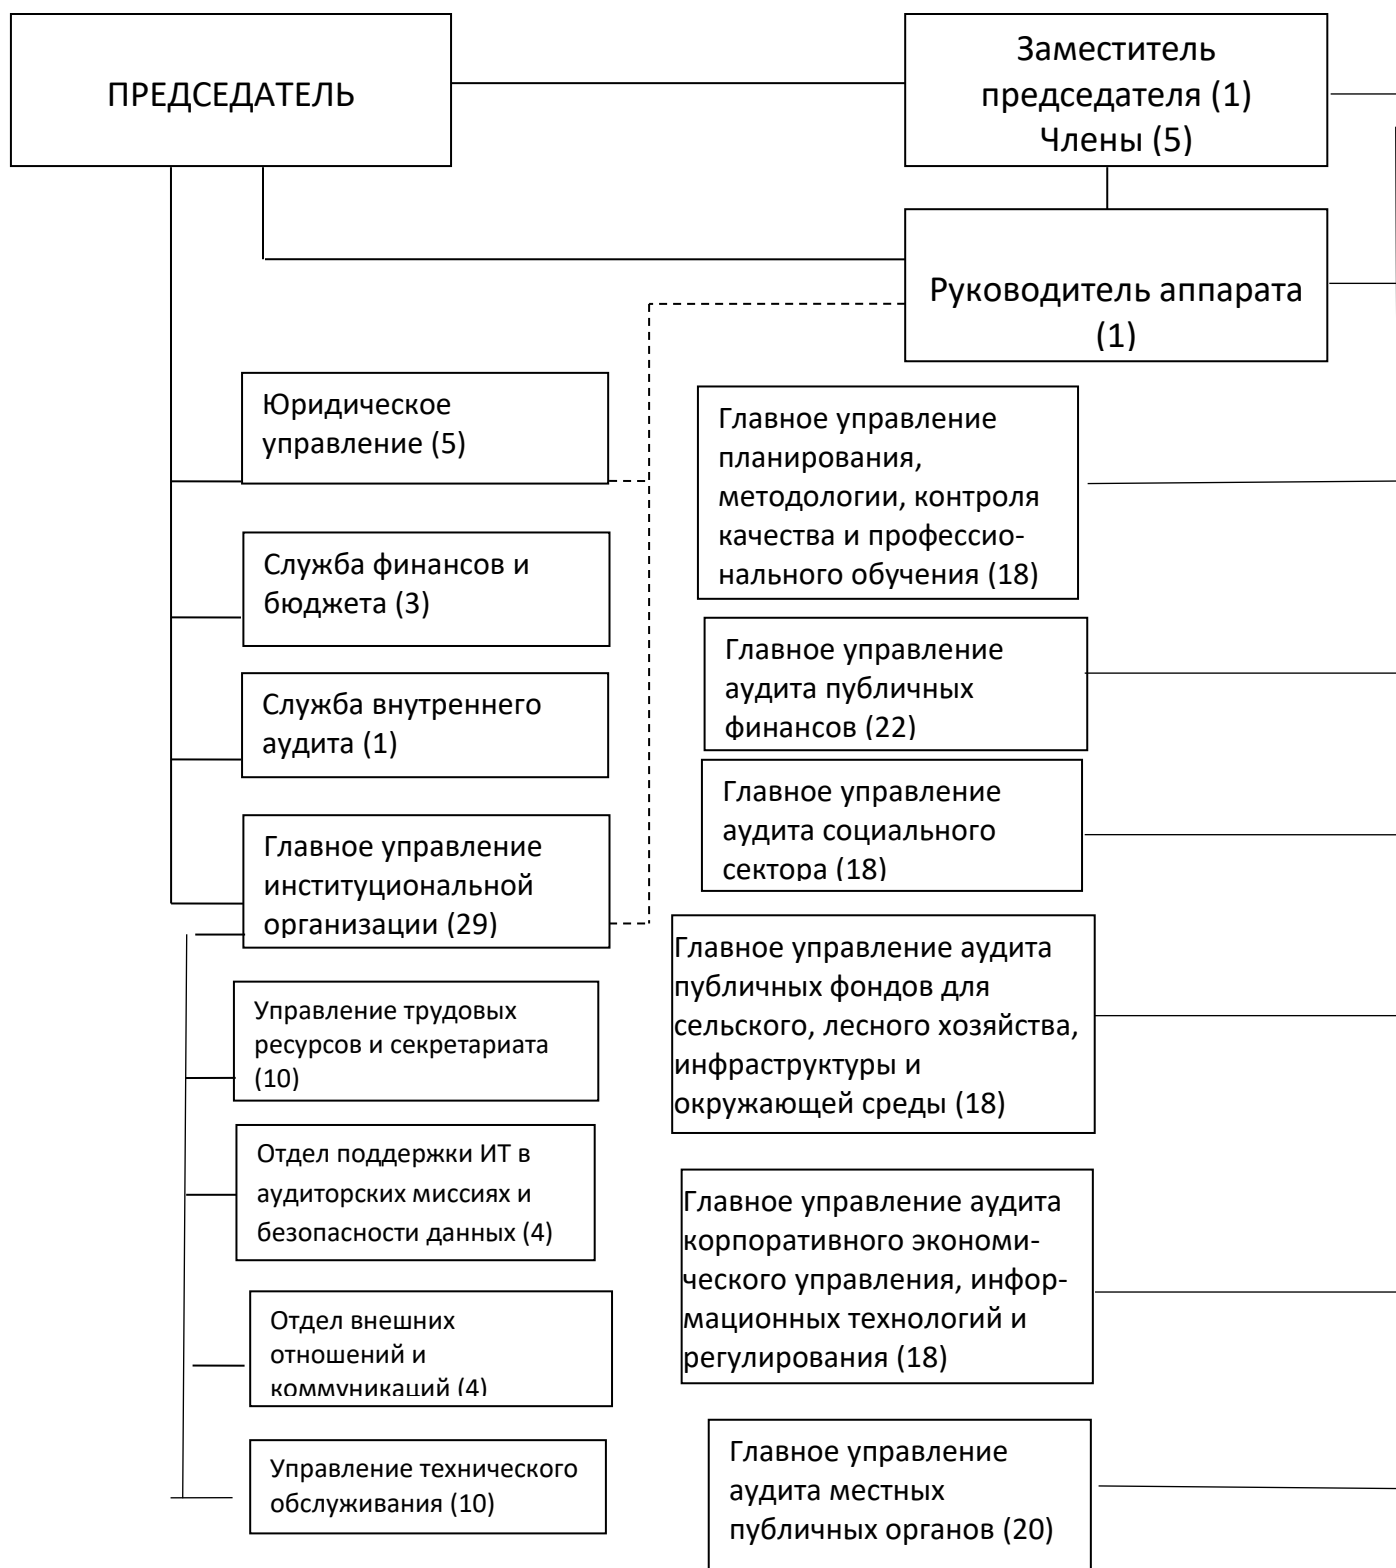 ПРЕДСЕДАТЕЛЬ
Заместитель
председателя (1)
Члены (5)
Руководитель аппарата
(1)
Юридическое
управление (5)
Служба финансов и
бюджета (3)
Служба внутреннего
аудита (1)
Главное управление
институциональной
организации (29)
Управление трудовых
ресурсов и секретариата
(10)
Отдел поддержки ИТ в
аудиторских миссиях и
безопасности данных (4)
Отдел внешних
отношений и
коммуникаций (4)
Управление технического
обслуживания (10)
Главное управление
планирования,
методологии, контроля
качества и профессио-
нального обучения (18)
Главное управление
аудита публичных
финансов (22)
Главное управление
аудита социального
сектора (18)
Главное управление аудита
публичных фондов для
сельского, лесного хозяйства,
инфраструктуры и
окружающей среды (18)
Главное управление аудита
корпоративного экономи-
ческого управления, инфор-
мационных технологий и
регулирования (18)
Главное управление
аудита местных
публичных органов (20)